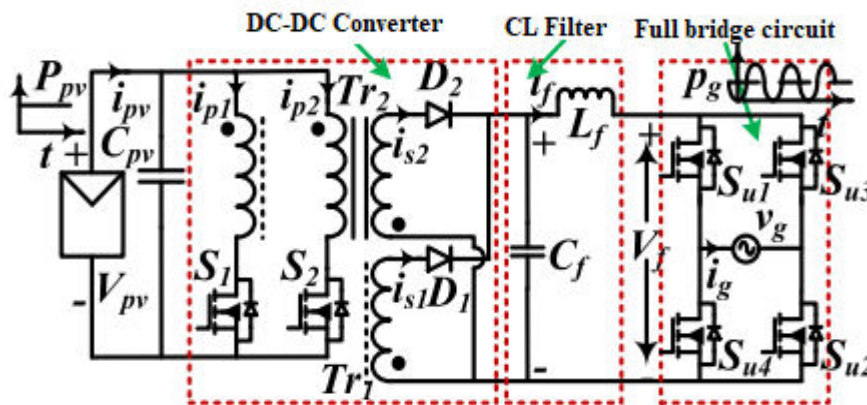 DC-DC Converter
CL Filter
Full bridge circuit
P_pv
t
i_pv
C_pv
+
-
V_pv
i_p1
i_p2
Tr_2
S_1
S_2
D_2
i_s2
i_s1
D_1
Tr_1
i_f
L_f
+
C_f
-
p_g
t
+
V_f
-
S_u1
S_u3
v_g
i_g
S_u4
S_u2